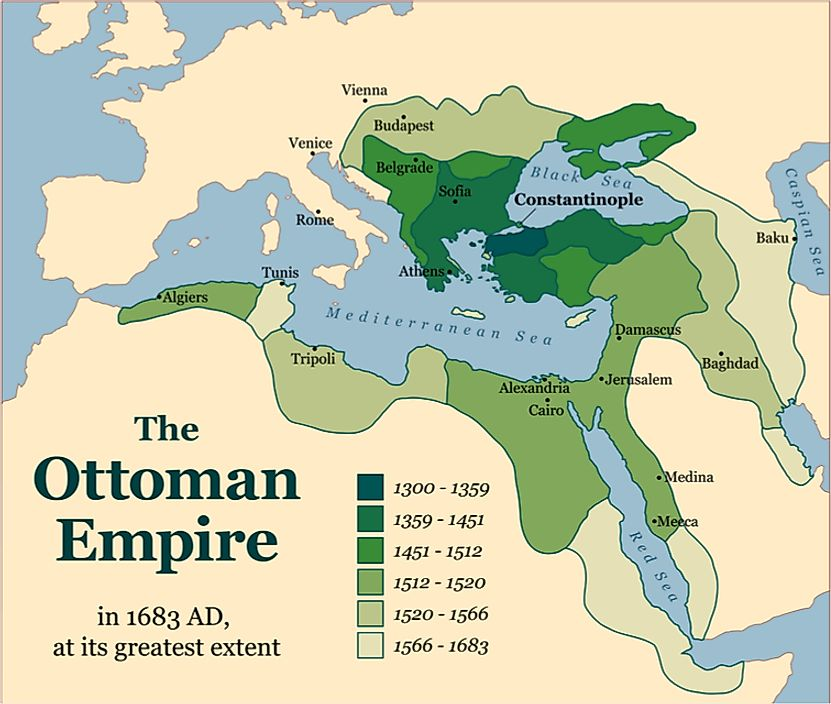 Vienna
Budapest
Venice
Belgrade
Black Sea
Sofia
Constantinople
Caspian Sea
Rome
Baku
Athens
Tunis
Algiers
Mediterranean Sea
Damascus
Tripoli
Baghdad
Jerusalem
Alexandria
Cairo
The
Ottoman
Empire
in 1683 AD,
at its greatest extent
1300 - 1359
1359 - 1451
1451 - 1512
1512 - 1520
1520 - 1566
1566 - 1683
Medina
Mecca
Red Sea